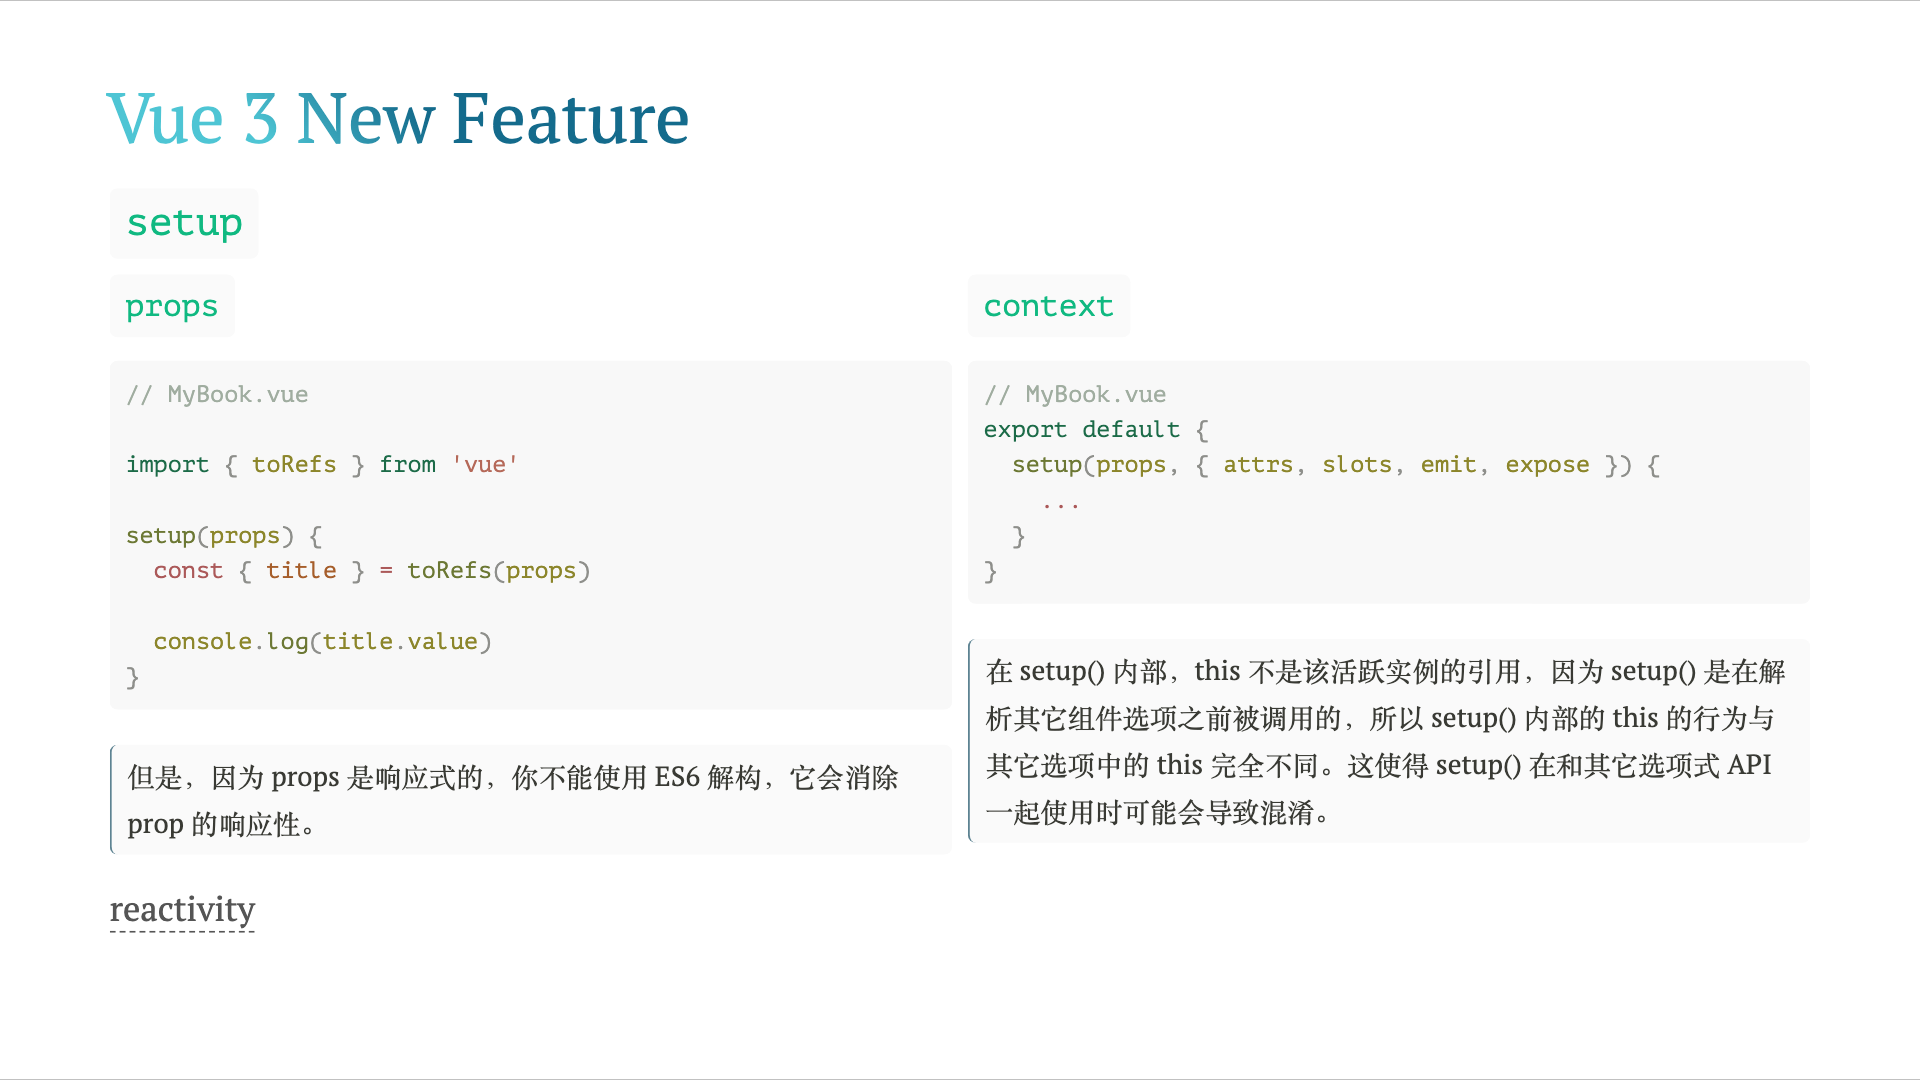 Vue 3 New Feature
setup
props
// MyBook.vue
import { toRefs } from 'vue'
setup(props) {
  const { title } = toRefs(props)
  console.log(title.value)
}
但是，因为 props 是响应式的，你不能使用 ES6 解构，它会消除
prop 的响应性。
reactivity
context
// MyBook.vue
export default {
  setup(props, { attrs, slots, emit, expose }) {
    ...
  }
}
在 setup() 内部，this 不是该活跃实例的引用，因为 setup() 是在解
析其它组件选项之前被调用的，所以 setup() 内部的 this 的行为与
其它选项中的 this 完全不同。这使得 setup() 在和其它选项式 API
一起使用时可能会导致混淆。